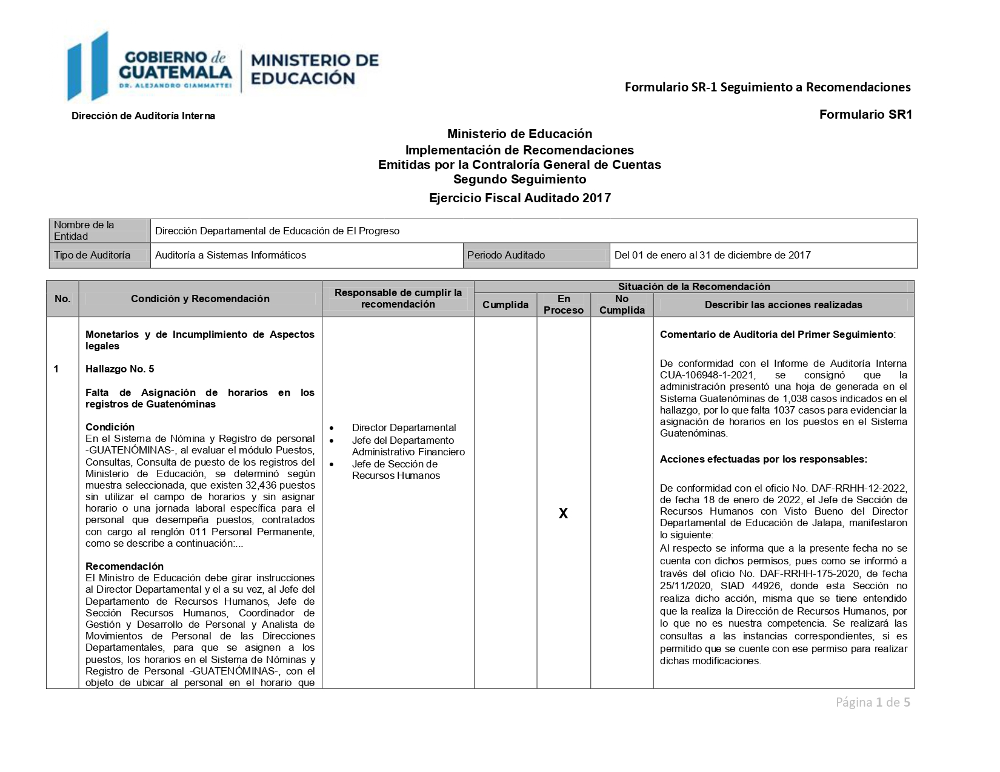 GOBIERNO de
GUATEMALA
DR. ALEJANDRO GIAMMATTEI
MINISTERIO DE
EDUCACIÓN
Formulario SR-1 Seguimiento a Recomendaciones
Dirección de Auditoría Interna
Formulario SR1
Ministerio de Educación
Implementación de Recomendaciones
Emitidas por la Contraloría General de Cuentas
Segundo Seguimiento
Ejercicio Fiscal Auditado 2017
Nombre de la
Entidad
Dirección Departamental de Educación de El Progreso
Tipo de Auditoría
Auditoría a Sistemas Informáticos
Periodo Auditado
Del 01 de enero al 31 de diciembre de 2017
No.
Condición y Recomendación
Responsable de cumplir la
recomendación
Situación de la Recomendación
Cumplida
En
Proceso
No
Cumplida
Describir las acciones realizadas
1
Monetarios y de Incumplimiento de Aspectos
legales
Hallazgo No. 5
Falta de Asignación de horarios en los
registros de Guatenóminas
Condición
En el Sistema de Nómina y Registro de personal
-GUATENÓMINAS-, al evaluar el módulo Puestos,
Consultas, Consulta de puesto de los registros del
Ministerio de Educación, se determinó según
muestra seleccionada, que existen 32,436 puestos
sin utilizar el campo de horarios y sin asignar
horario o una jornada laboral específica para el
personal que desempeña puestos, contratados
con cargo al renglón 011 Personal Permanente,
como se describe a continuación:...
Recomendación
El Ministro de Educación debe girar instrucciones
al Director Departamental y el a su vez, al Jefe del
Departamento de Recursos Humanos, Jefe de
Sección Recursos Humanos, Coordinador de
Gestión y Desarrollo de Personal y Analista de
Movimientos de Personal de las Direcciones
Departamentales, para que se asignen a los
puestos, los horarios en el Sistema de Nóminas y
Registro de Personal -GUATENÓMINAS-, con el
objeto de ubicar al personal en el horario que
• Director Departamental
• Jefe del Departamento
Administrativo Financiero
• Jefe de Sección de
Recursos Humanos
X
Comentario de Auditoría del Primer Seguimiento:
De conformidad con el Informe de Auditoría Interna
CUA-106948-1-2021, se consignó que la
administración presentó una hoja de generada en el
Sistema Guatenóminas de 1,038 casos indicados en el
hallazgo, por lo que falta 1037 casos para evidenciar la
asignación de horarios en los puestos en el Sistema
Guatenóminas.
Acciones efectuadas por los responsables:
De conformidad con el oficio No. DAF-RRHH-12-2022,
de fecha 18 de enero de 2022, el Jefe de Sección de
Recursos Humanos con Visto Bueno del Director
Departamental de Educación de Jalapa, manifestaron
lo siguiente:
Al respecto se informa que a la presente fecha no se
cuenta con dichos permisos, pues como se informó a
través del oficio No. DAF-RRHH-175-2020, de fecha
25/11/2020, SIAD 44926, donde esta Sección no
realiza dicho acción, misma que se tiene entendido
que la realiza la Dirección de Recursos Humanos, por
lo que no es nuestra competencia. Se realizará las
consultas a las instancias correspondientes, si es
permitido que se cuente con ese permiso para realizar
dichas modificaciones.
Página 1 de 5